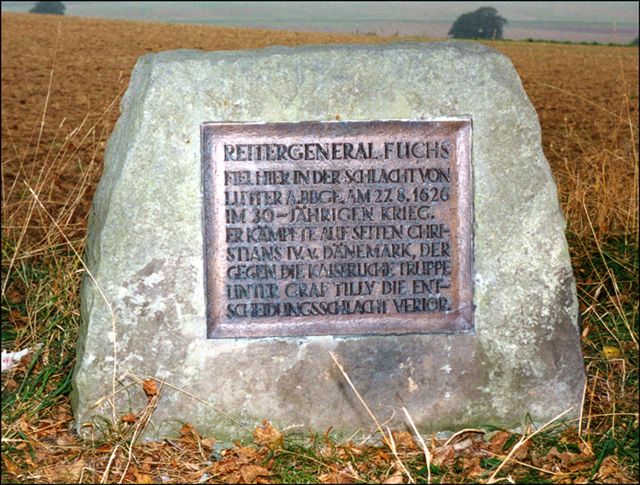 REITERGENERAL FUCHS
FIEL HIER IN DER SCHLACHT VON
LUTTER A.BBGE. AM 27.8.1626
IM 30-JÄHRIGEN KRIEG.
ER KÄMPFTE AUF SEITEN CHRI-
STIANS IV.V. DÄNEMARK, DER
GEGEN DIE KAISERLICHE TRUPPE
UNTER GRAF TILLY DIE ENT-
SCHEIDUNGSSCHLACHT VERLOR.